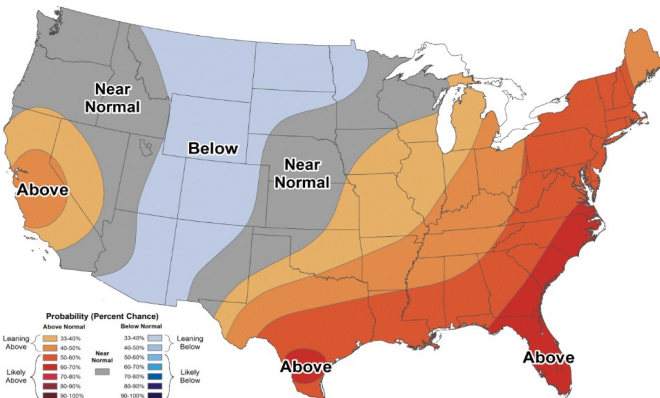 Near
Normal
Below
Near
Normal
Above
Above
Above
Probability (Percent Chance)
Above Normal
Below Normal
Leaning
Above
33-40%
40-50%
Likely
Above
50-60%
60-70%
70-80%
80-90%
90-100%
Near
Normal
33-40%
40-50%
Leaning
Below
50-60%
60-70%
70-80%
80-90%
90-100%
Likely
Below